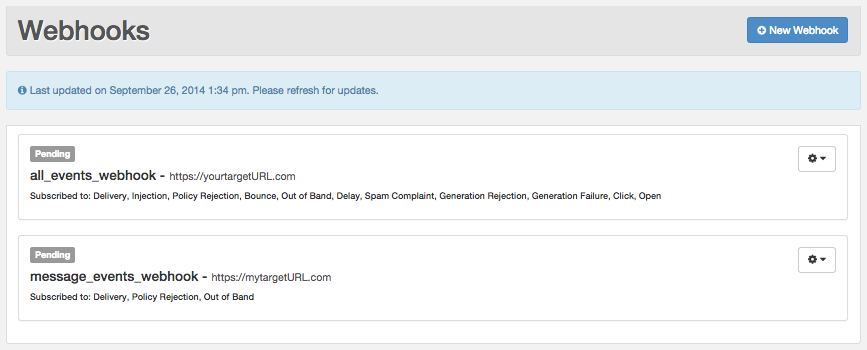 Webhooks
New Webhook
Last updated on September 26, 2014 1:34 pm. Please refresh for updates.
Pending
all_events_webhook - https://yourtargetURL.com
Subscribed to: Delivery, Injection, Policy Rejection, Bounce, Out of Band, Delay, Spam Complaint, Generation Rejection, Generation Failure, Click, Open
Pending
message_events_webhook - https://mytargetURL.com
Subscribed to: Delivery, Policy Rejection, Out of Band